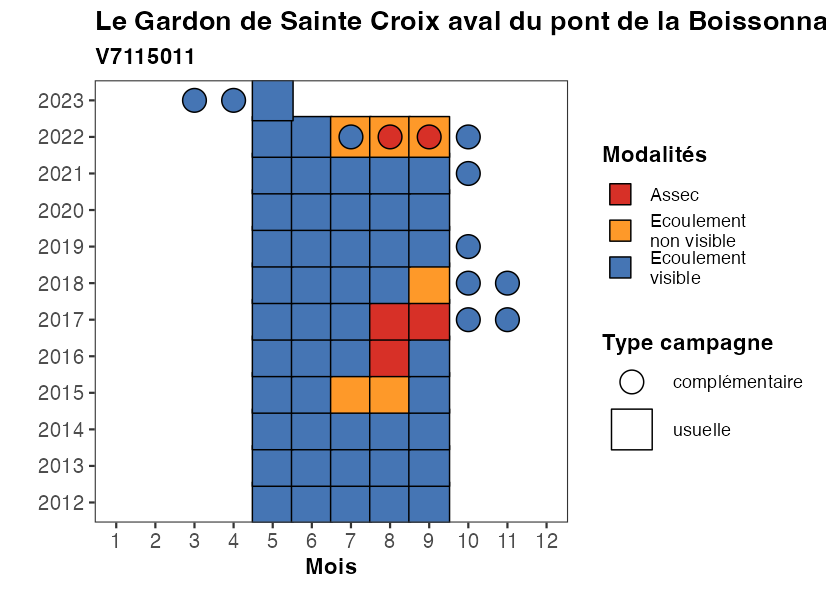 Le Gardon de Sainte Croix aval du pont de la Boissonna
V7115011
2023
2022
2021
2020
2019
2018
2017
2016
2015
2014
2013
2012
1 2 3 4 5 6 7 8 9 10 11 12
Mois
Modalités
Assec
Ecoulement
non visible
Ecoulement
visible
Type campagne
complémentaire
usuelle